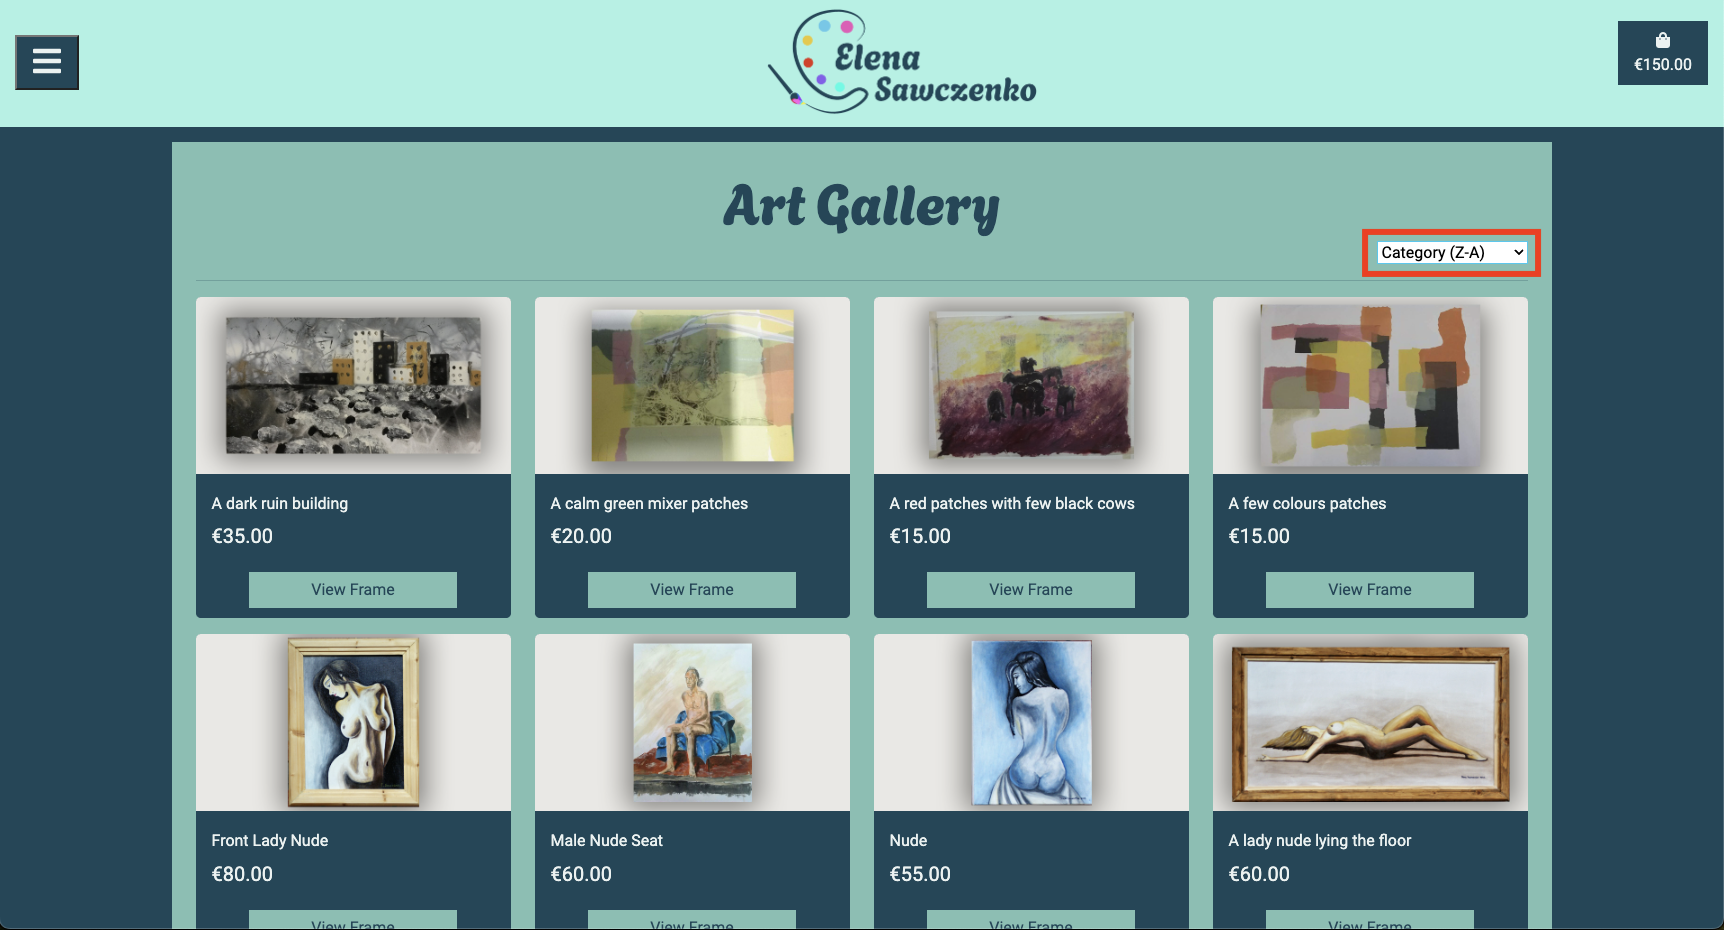 Elena
Sawczenko
€150.00
Art Gallery
Category (Z-A)
A dark ruin building
€35.00
View Frame
A calm green mixer patches
€20.00
View Frame
A red patches with few black cows
€15.00
View Frame
A few colours patches
€15.00
View Frame
Front Lady Nude
€80.00
View Frame
Male Nude Seat
€60.00
View Frame
Nude
€55.00
View Frame
A lady nude lying the floor
€60.00
View Frame